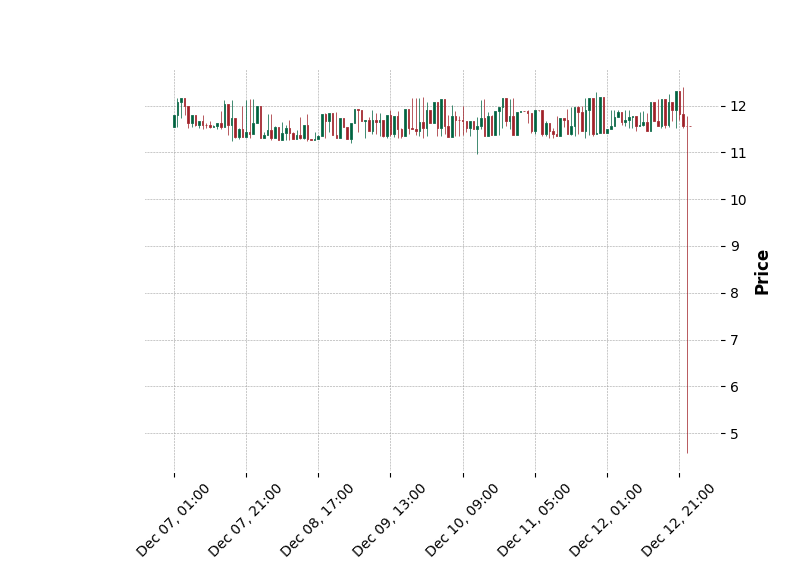 12
11
10
9
8
7
6
5
Price
Dec 07, 01:00
Dec 07, 21:00
Dec 08, 17:00
Dec 09, 13:00
Dec 10, 09:00
Dec 11, 05:00
Dec 12, 01:00
Dec 12, 21:00